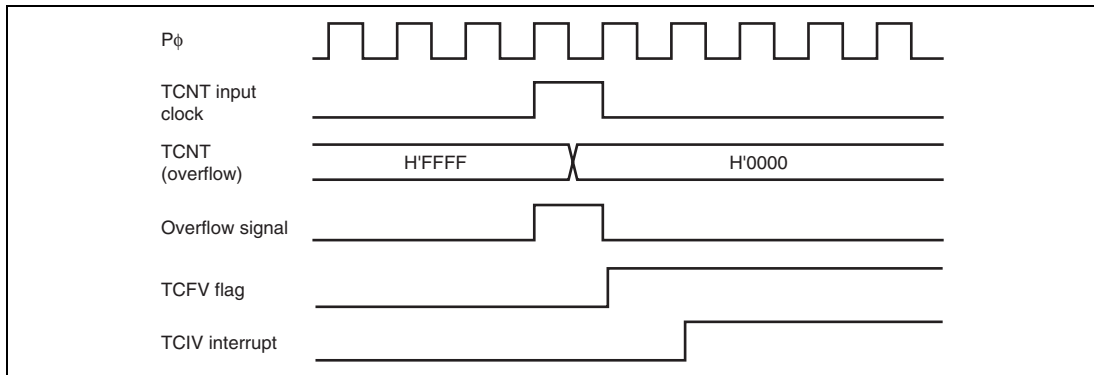 Pϕ
TCNT input
clock
TCNT
(overflow)
H'FFFF
H'0000
Overflow signal
TCFV flag
TCIV interrupt